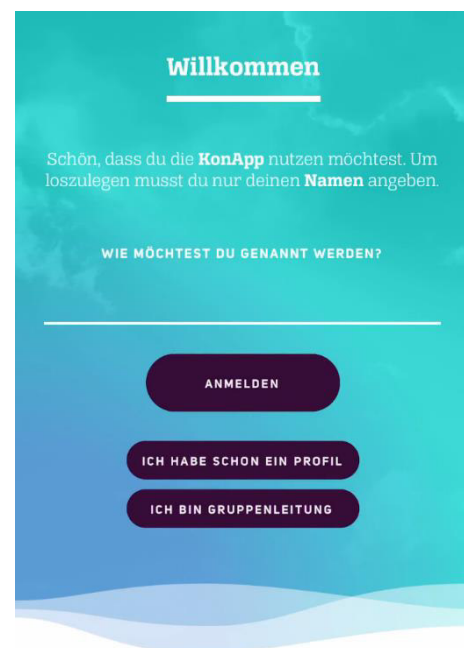 Willkommen
Schön, dass du die KonApp nutzen möchtest. Um
loszulegen musst du nur deinen Namen angeben.
WIE MÖCHTEST DU GENANNT WERDEN?
ANMELDEN
ICH HABE SCHON EIN PROFIL
ICH BIN GRUPPENLEITUNG